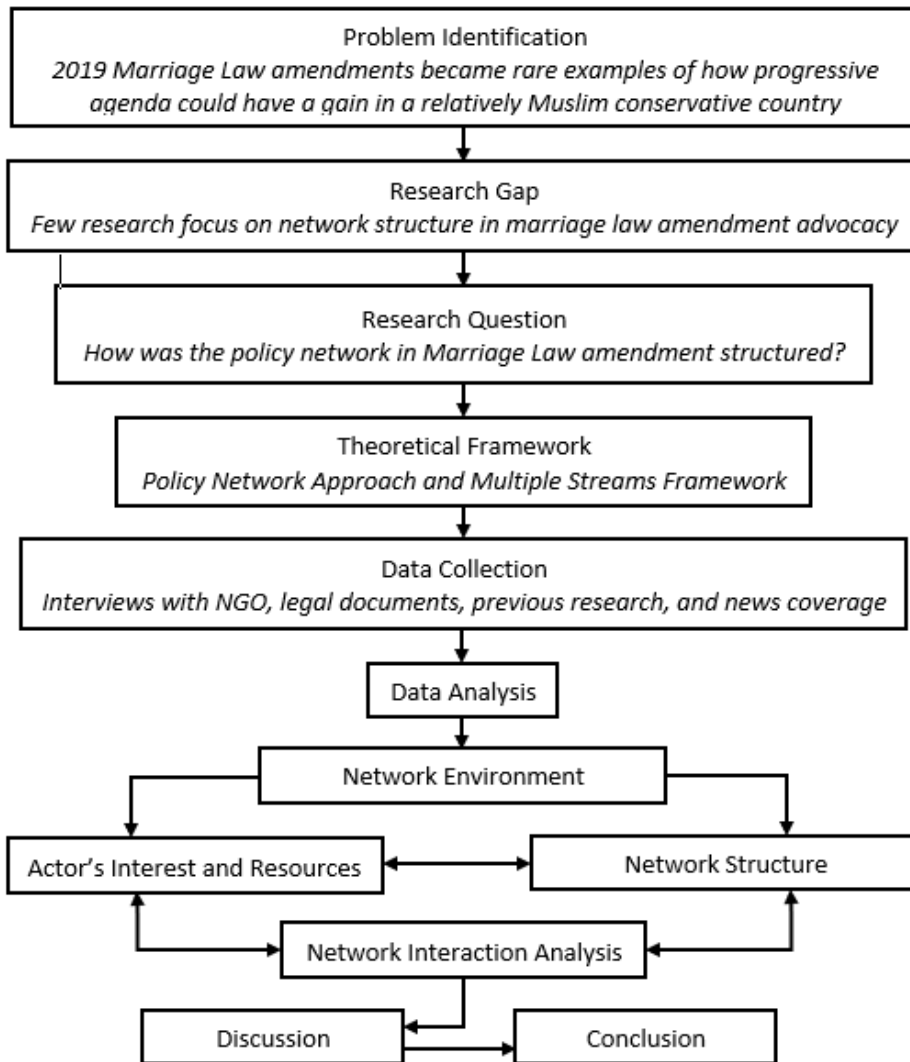 Problem Identification
2019 Marriage Law amendments became rare examples of how progressive
agenda could have a gain in a relatively Muslim conservative country
Research Gap
Few research focus on network structure in marriage law amendment advocacy
Research Question
How was the policy network in Marriage Law amendment structured?
Theoretical Framework
Policy Network Approach and Multiple Streams Framework
Data Collection
Interviews with NGO, legal documents, previous research, and news coverage
Data Analysis
Network Environment
Actor's Interest and Resources
Network Structure
Network Interaction Analysis
Discussion
Conclusion